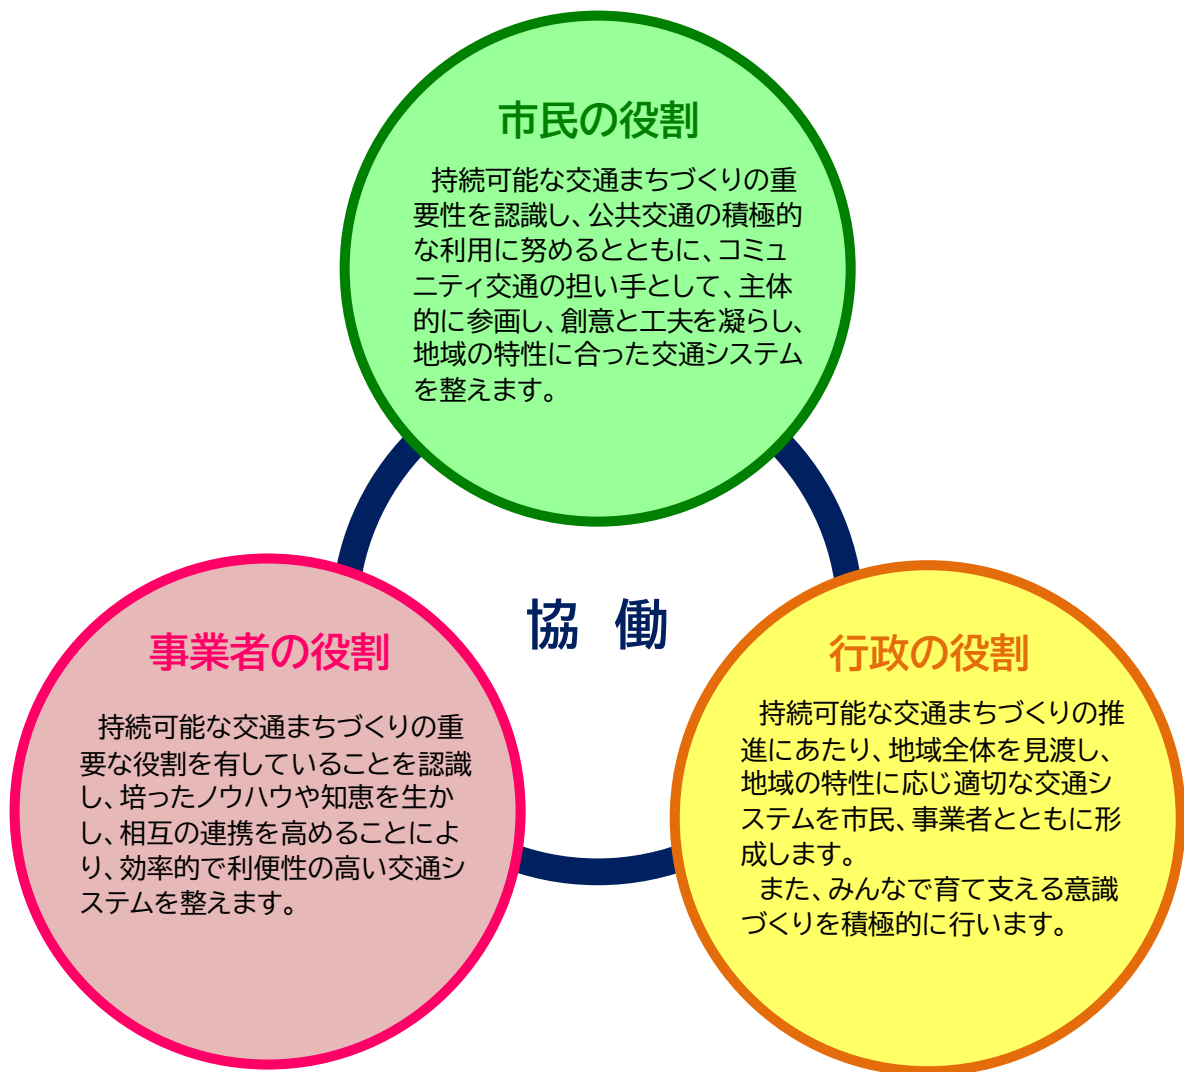 市民の役割
持続可能な交通まちづくりの重
要性を認識し、公共交通の積極的
な利用に努めるとともに、コミュ
ニティ交通の担い手として、主体
的に参画し、創意と工夫を凝らし、
地域の特性に合った交通システム
を整えます。
協 働
事業者の役割
持続可能な交通まちづくりの重
要な役割を有していることを認識
し、培ったノウハウや知恵を生か
し、相互の連携を高めることによ
り、効率的で利便性の高い交通シ
ステムを整えます。
行政の役割
持続可能な交通まちづくりの推
進にあたり、地域全体を見渡し、
地域の特性に応じ適切な交通シ
ステムを市民、事業者とともに形
成します。
また、みんなで育て支える意識
づくりを積極的に行います。